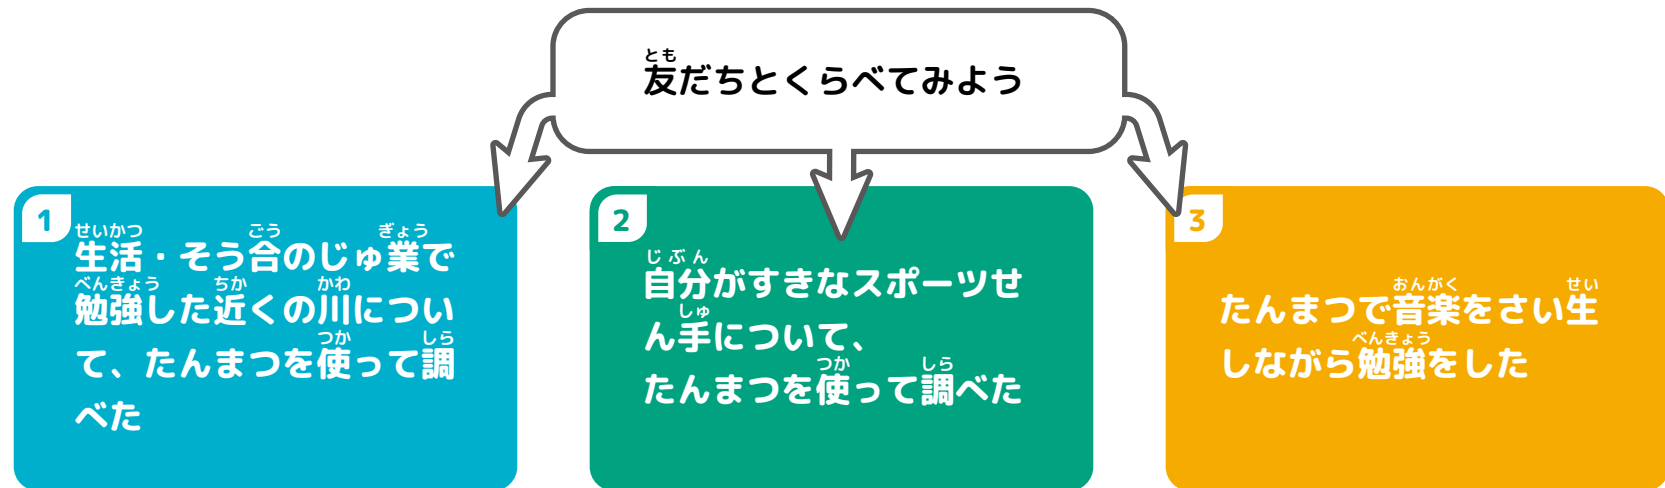 友だちとくらべてみよう
とも
1
生活・そう合のじゅ業で
せいかつ ごう ぎょう
勉強した近くの川につい
べんきょう ちか かわ
て、たんまつを使って調
つか しら
べた
2
自分がすきなスポーツせ
じぶん
ん手について、
しゅ
たんまつを使って調べた
つか しら
3
たんまつで音楽をさい生
おんがく せい
しながら勉強をした
べんきょう